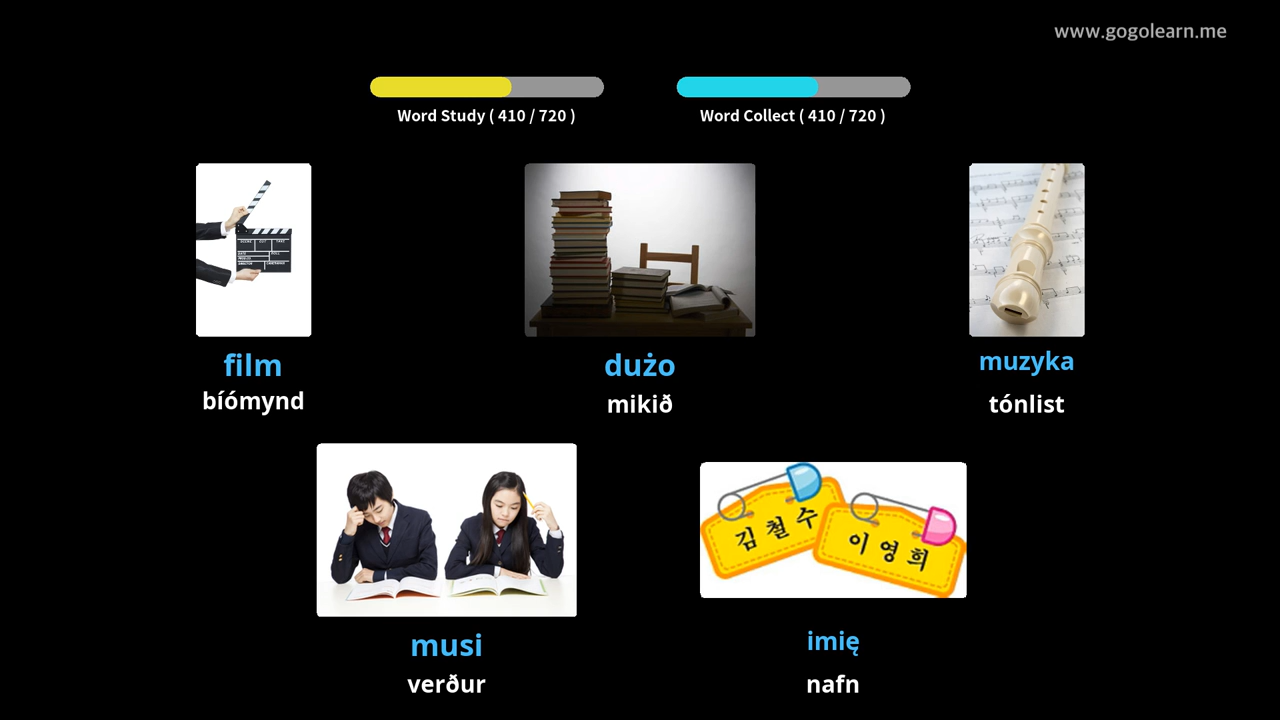 www.gogolearn.me
Word Study ( 410 / 720 )
Word Collect ( 410 / 720 )
film
bíómynd
dużo
mikið
muzyka
tónlist
김철수
이영희
musi
verður
imię
nafn